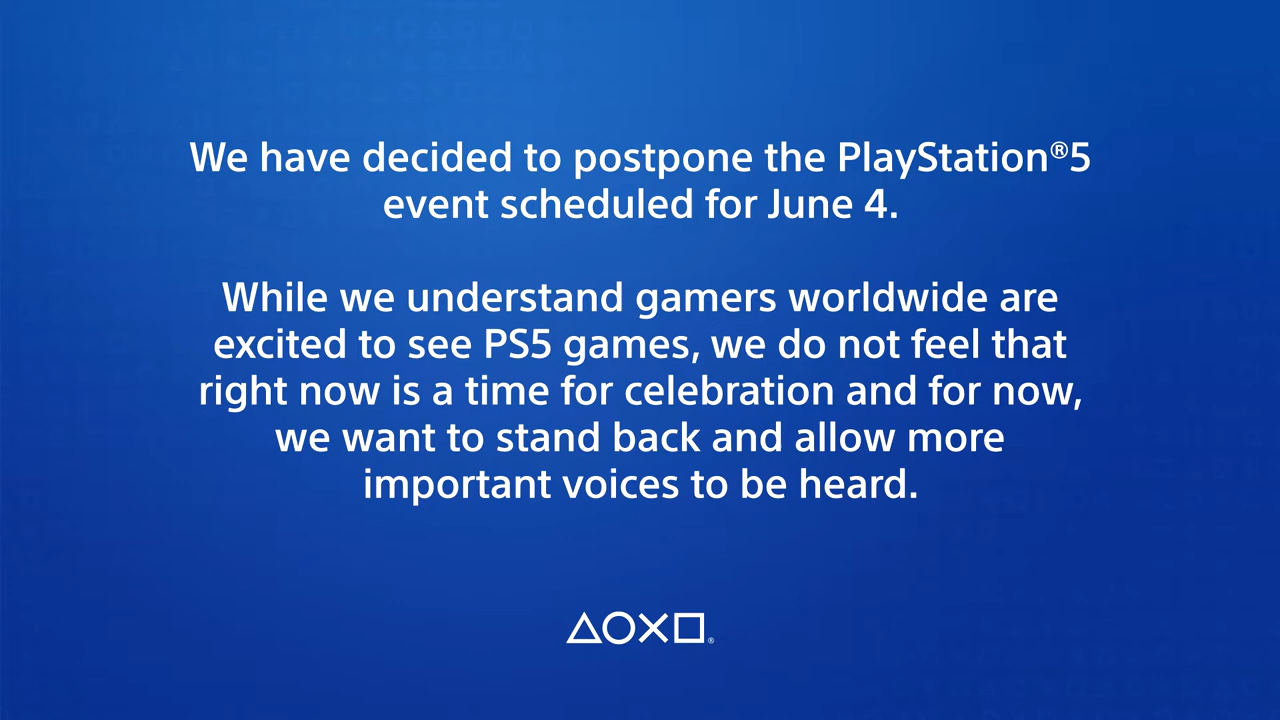 We have decided to postpone the PlayStation®5
event scheduled for June 4.
While we understand gamers worldwide are
excited to see PS5 games, we do not feel that
right now is a time for celebration and for now,
we want to stand back and allow more
important voices to be heard.